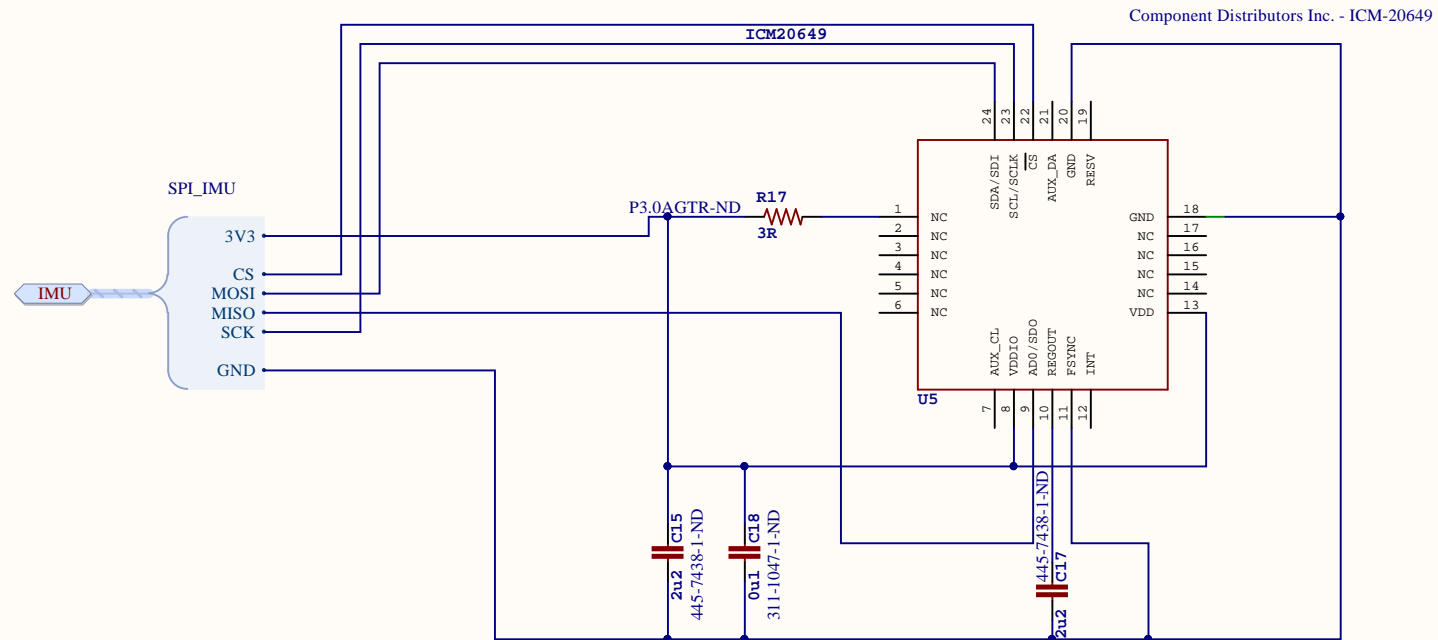 Component Distributors Inc. - ICM-20649
ICM20649
24
23
22
21
20
19
SDA/SDI
SCL/SCLK
CS
AUX_DA
GND
RESV
SPI_IMU
3V3
CS
MOSI
MISO
SCK
GND
IMU
P3.0AGTR-ND
R17
3R
1 NC
2 NC
3 NC
4 NC
5 NC
6 NC
GND 18
NC 17
NC 16
NC 15
NC 14
VDD 13
AUX_CL
VDDIO
AD0/SDO
REGOUT
FSYNC
INT
U5
7
8
9
10
11
12
C15
2u2
445-7438-1-ND
C18
0u1
311-1047-1-ND
445-7438-1-ND
C17
2u2